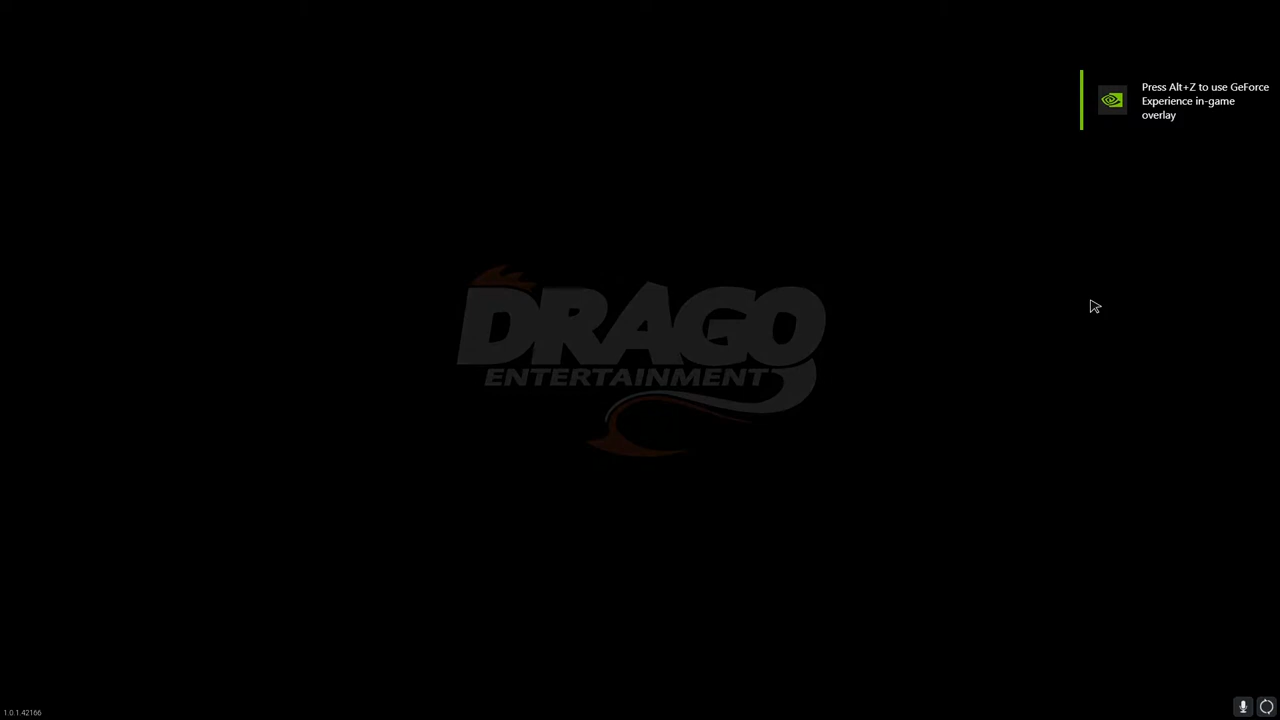 Press Alt+Z to use GeForce
Experience in-game
overlay
DRAGO
ENTERTAINMENT
1.0.1.42166